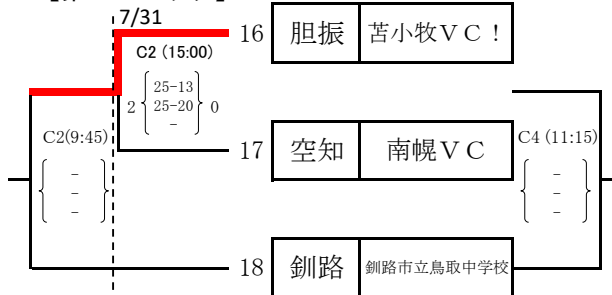 7/31
16 胆振 苫小牧ＶＣ！
C2 (15:00)
25-13
2 25-20 0
-
C2(9:45)
-
-
-
17 空知 南幌ＶＣ
C4 (11:15)
-
-
-
18 釧路 釧路市立鳥取中学校